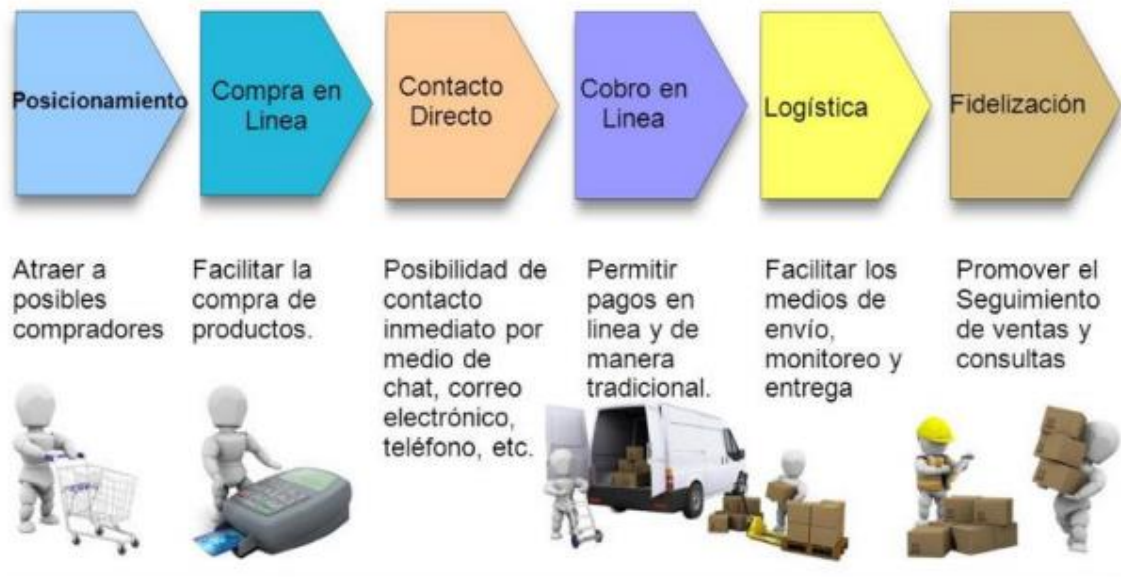 Posicionamiento
Compra en
Linea
Contacto
Directo
Cobro en
Linea
Logística
Fidelización
Atraer a
posibles
compradores
Facilitar la
compra de
productos.
Posibilidad de
contacto
inmediato por
medio de
chat, correo
electrónico,
teléfono, etc.
Permitir
pagos en
linea y de
manera
tradicional.
Facilitar los
medios de
envío,
monitoreo y
entrega
Promover el
Seguimiento
de ventas y
consultas